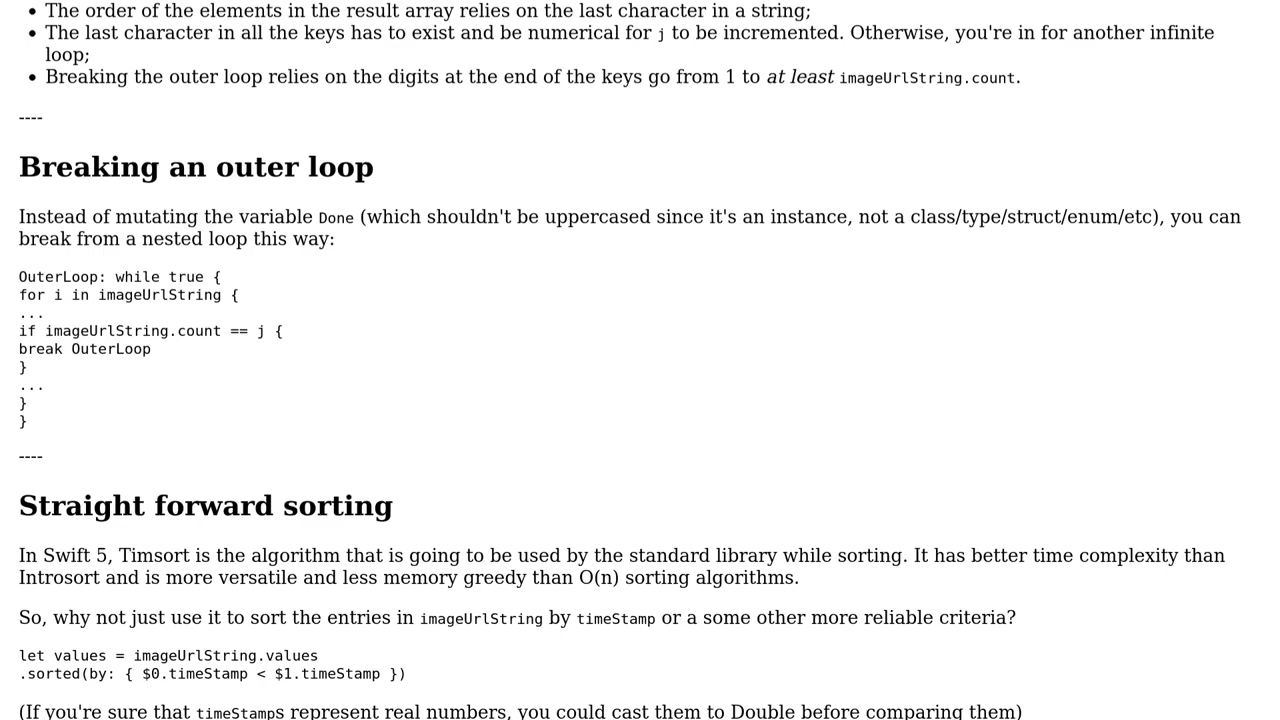 • The order of the elements in the result array relies on the last character in a string;
• The last character in all the keys has to exist and be numerical for j to be incremented. Otherwise, you're in for another infinite
loop;
• Breaking the outer loop relies on the digits at the end of the keys go from 1 to at least imageUrlString.count.
----
Breaking an outer loop
Instead of mutating the variable Done (which shouldn't be uppercased since it's an instance, not a class/type/struct/enum/etc), you can
break from a nested loop this way:
OuterLoop: while true {
for i in imageUrlString {
...
if imageUrlString.count == j {
break OuterLoop
}
...
}
}
----
Straight forward sorting
In Swift 5, Timsort is the algorithm that is going to be used by the standard library while sorting. It has better time complexity than
Introsort and is more versatile and less memory greedy than O(n) sorting algorithms.
So, why not just use it to sort the entries in imageUrlString by timeStamp or a some other more reliable criteria?
let values = imageUrlString.values
.sorted(by: { $0.timeStamp < $1.timeStamp })
(If you're sure that timeStamps represent real numbers, you could cast them to Double before comparing them)